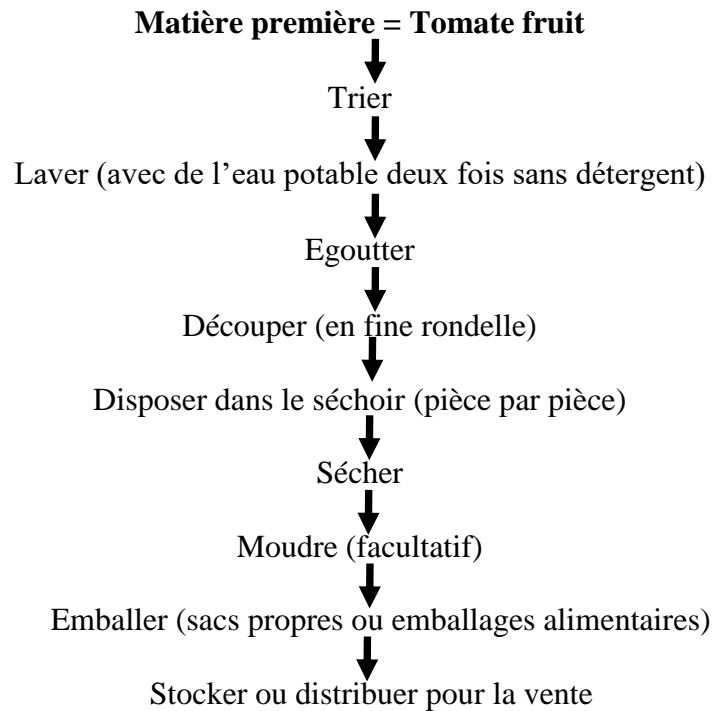 Matière première = Tomate fruit
Trier
Laver (avec de l’eau potable deux fois sans détergent)
Egoutter
Découper (en fine rondelle)
Disposer dans le séchoir (pièce par pièce)
Sécher
Moudre (facultatif)
Emballer (sacs propres ou emballages alimentaires)
Stocker ou distribuer pour la vente